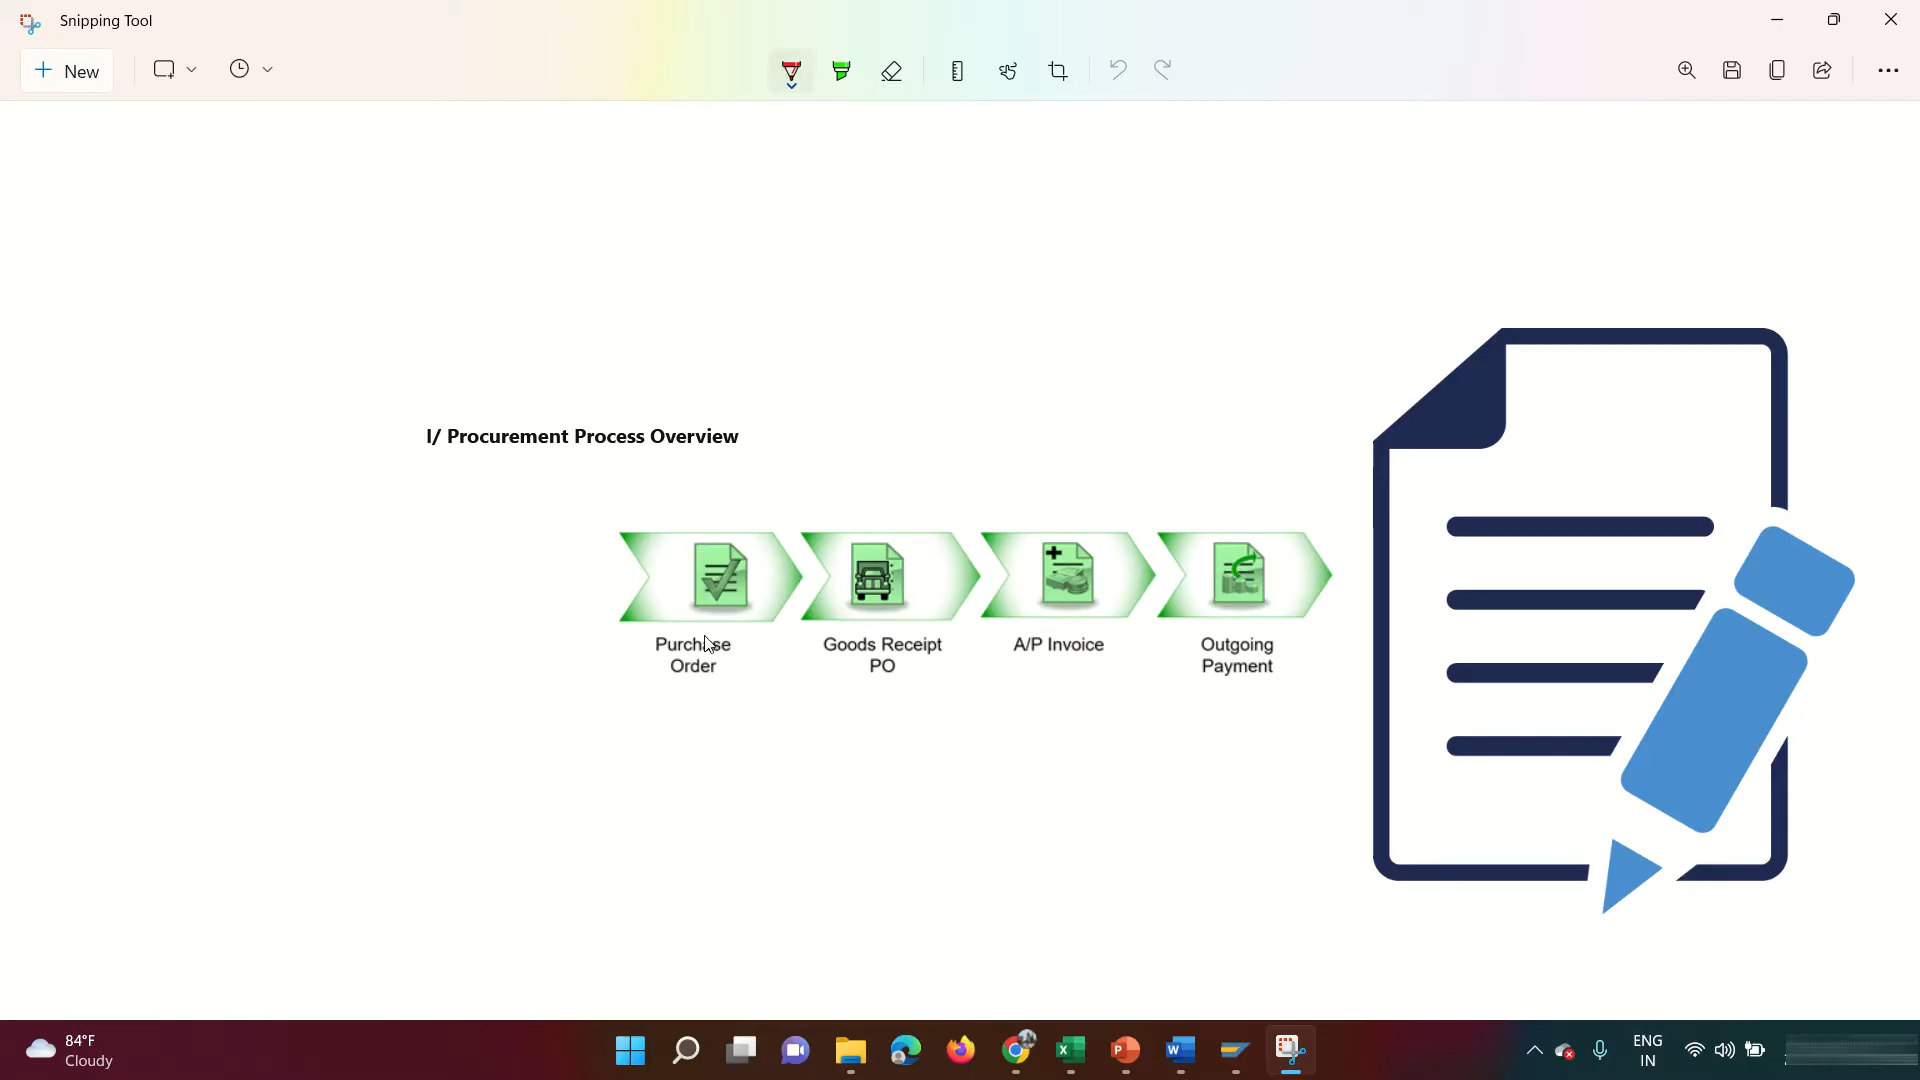 Snipping Tool
New
I/ Procurement Process Overview
Purchase
Order
Goods Receipt
PO
A/P Invoice
Outgoing
Payment
84°F
Cloudy
ENG
IN